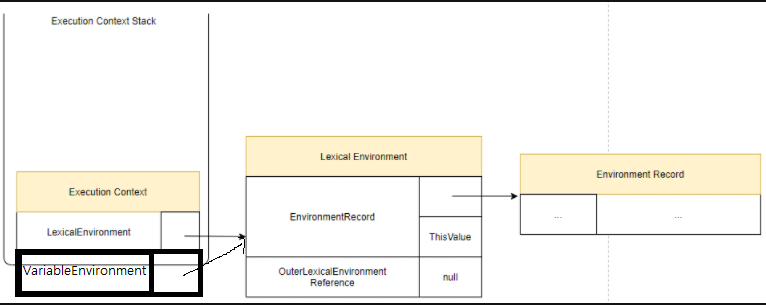 Execution Context Stack
Lexical Environment
Environment Record
Execution Context
EnvironmentRecord
...
...
LexicalEnvironment
ThisValue
VariableEnvironment
OuterLexicalEnvironment
Reference
null